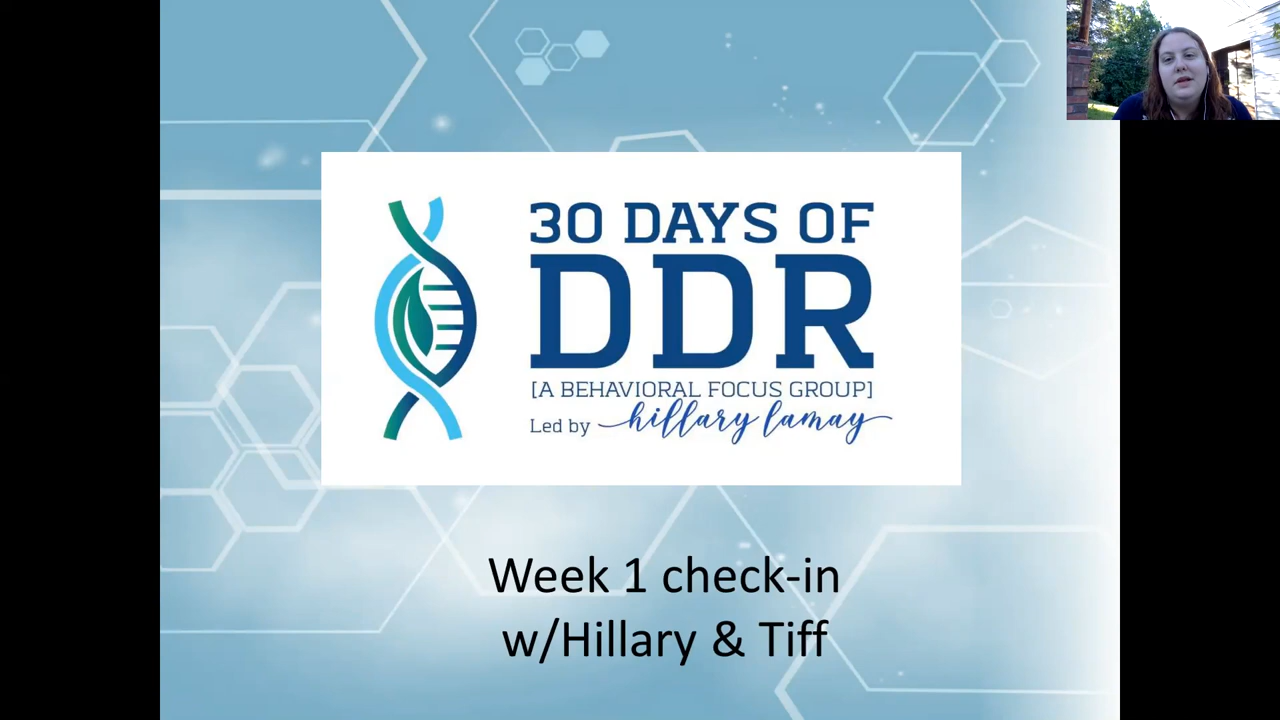 30 DAYS OF
DDR
[A BEHAVIORAL FOCUS GROUP]
Led by hillary lamay
Week 1 check-in
w/Hillary & Tiff